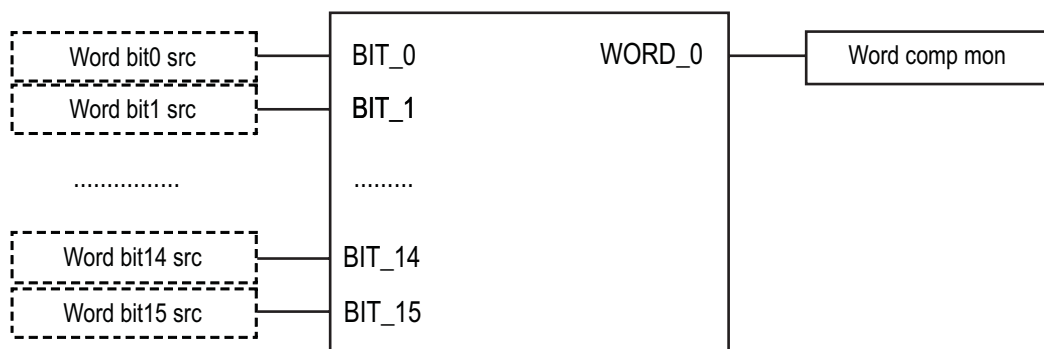 Word bit0 src BIT_0 WORD_0 Word comp mon
Word bit1 src BIT_1
................ .........
Word bit14 src BIT_14
Word bit15 src BIT_15